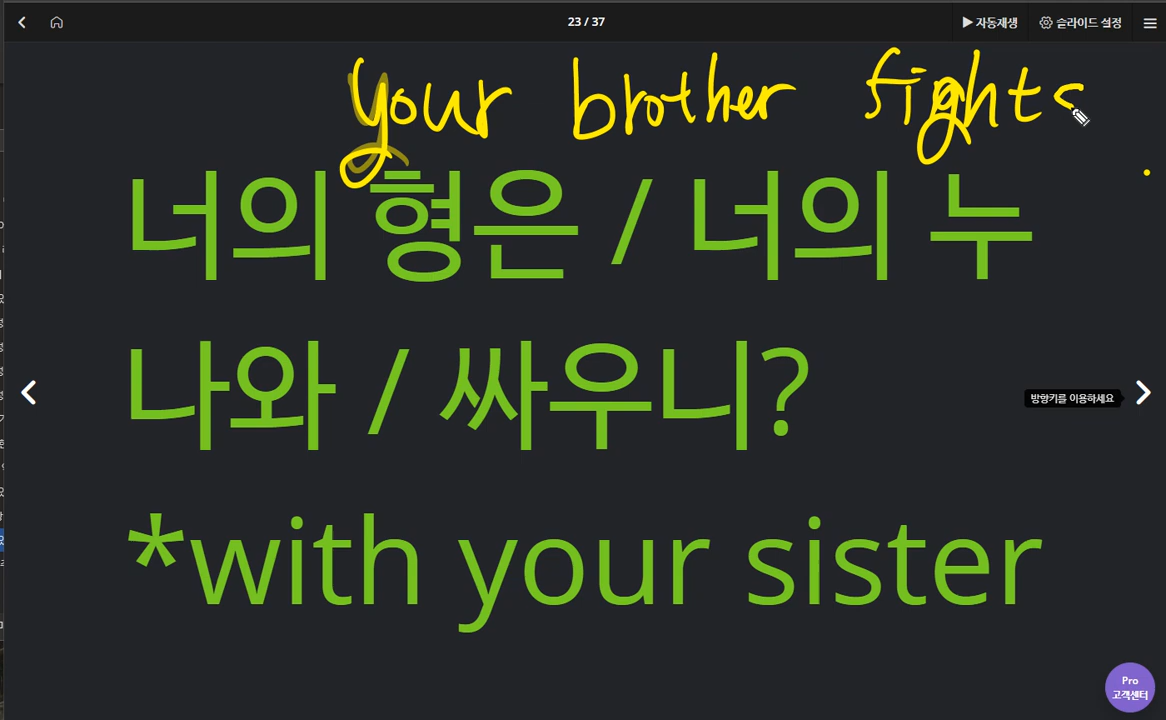 23 / 37
▶ 자동재생
슬라이드 설정
your brother fights
너의 형은 / 너의 누
나와 / 싸우니?
*with your sister
방향키를 이용하세요
Pro
고객센터